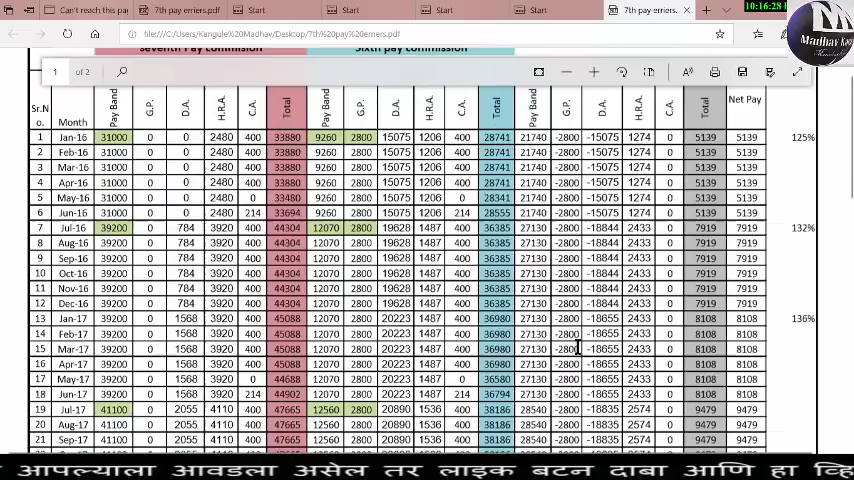 Can't reach this pa
7th pay erriers.pdf
Start
Start
Start
Start
7th pay erriers.
10:16:28
file:///C:/Users/Kangule%20Madhav/Desktop/7th%20pay%20erners.pdf
Madhav Kan
seventh Pay commision Sixth pay commision
1 of 2
Sr.No. Month Pay Band G.P. D.A. H.R.A. C.A. Total Pay Band G.P. D.A. H.R.A. C.A. Total Pay Band G.P. D.A. H.R.A. C.A. Total Net Pay
1 Jan-16 31000 0 0 2480 400 33880 9260 2800 15075 1206 400 28741 21740 -2800 -15075 1274 0 5139 5139 125%
2 Feb-16 31000 0 0 2480 400 33880 9260 2800 15075 1206 400 28741 21740 -2800 -15075 1274 0 5139 5139
3 Mar-16 31000 0 0 2480 400 33880 9260 2800 15075 1206 400 28741 21740 -2800 -15075 1274 0 5139 5139
4 Apr-16 31000 0 0 2480 400 33880 9260 2800 15075 1206 400 28741 21740 -2800 -15075 1274 0 5139 5139
5 May-16 31000 0 0 2480 0 33480 9260 2800 15075 1206 0 28341 21740 -2800 -15075 1274 0 5139 5139
6 Jun-16 31000 0 0 2480 214 33694 9260 2800 15075 1206 214 28555 21740 -2800 -15075 1274 0 5139 5139
7 Jul-16 39200 0 784 3920 400 44304 12070 2800 19628 1487 400 36385 27130 -2800 -18844 2433 0 7919 7919 132%
8 Aug-16 39200 0 784 3920 400 44304 12070 2800 19628 1487 400 36385 27130 -2800 -18844 2433 0 7919 7919
9 Sep-16 39200 0 784 3920 400 44304 12070 2800 19628 1487 400 36385 27130 -2800 -18844 2433 0 7919 7919
10 Oct-16 39200 0 784 3920 400 44304 12070 2800 19628 1487 400 36385 27130 -2800 -18844 2433 0 7919 7919
11 Nov-16 39200 0 784 3920 400 44304 12070 2800 19628 1487 400 36385 27130 -2800 -18844 2433 0 7919 7919
12 Dec-16 39200 0 784 3920 400 44304 12070 2800 19628 1487 400 36385 27130 -2800 -18844 2433 0 7919 7919
13 Jan-17 39200 0 1568 3920 400 45088 12070 2800 20223 1487 400 36980 27130 -2800 -18655 2433 0 8108 8108 136%
14 Feb-17 39200 0 1568 3920 400 45088 12070 2800 20223 1487 400 36980 27130 -2800 -18655 2433 0 8108 8108
15 Mar-17 39200 0 1568 3920 400 45088 12070 2800 20223 1487 400 36980 27130 -2800 -18655 2433 0 8108 8108
16 Apr-17 39200 0 1568 3920 400 45088 12070 2800 20223 1487 400 36980 27130 -2800 -18655 2433 0 8108 8108
17 May-17 39200 0 1568 3920 0 44688 12070 2800 20223 1487 0 36580 27130 -2800 -18655 2433 0 8108 8108
18 Jun-17 39200 0 1568 3920 214 44902 12070 2800 20223 1487 214 36794 27130 -2800 -18655 2433 0 8108 8108
19 Jul-17 41100 0 2055 4110 400 47665 12560 2800 20890 1536 400 38186 28540 -2800 -18835 2574 0 9479 9479
20 Aug-17 41100 0 2055 4110 400 47665 12560 2800 20890 1536 400 38186 28540 -2800 -18835 2574 0 9479 9479
21 Sep-17 41100 0 2055 4110 400 47665 12560 2800 20890 1536 400 38186 28540 -2800 -18835 2574 0 9479 9479
आपल्याला आवडला असेल तर लाइक बटन दाबा आणि हा व्हि